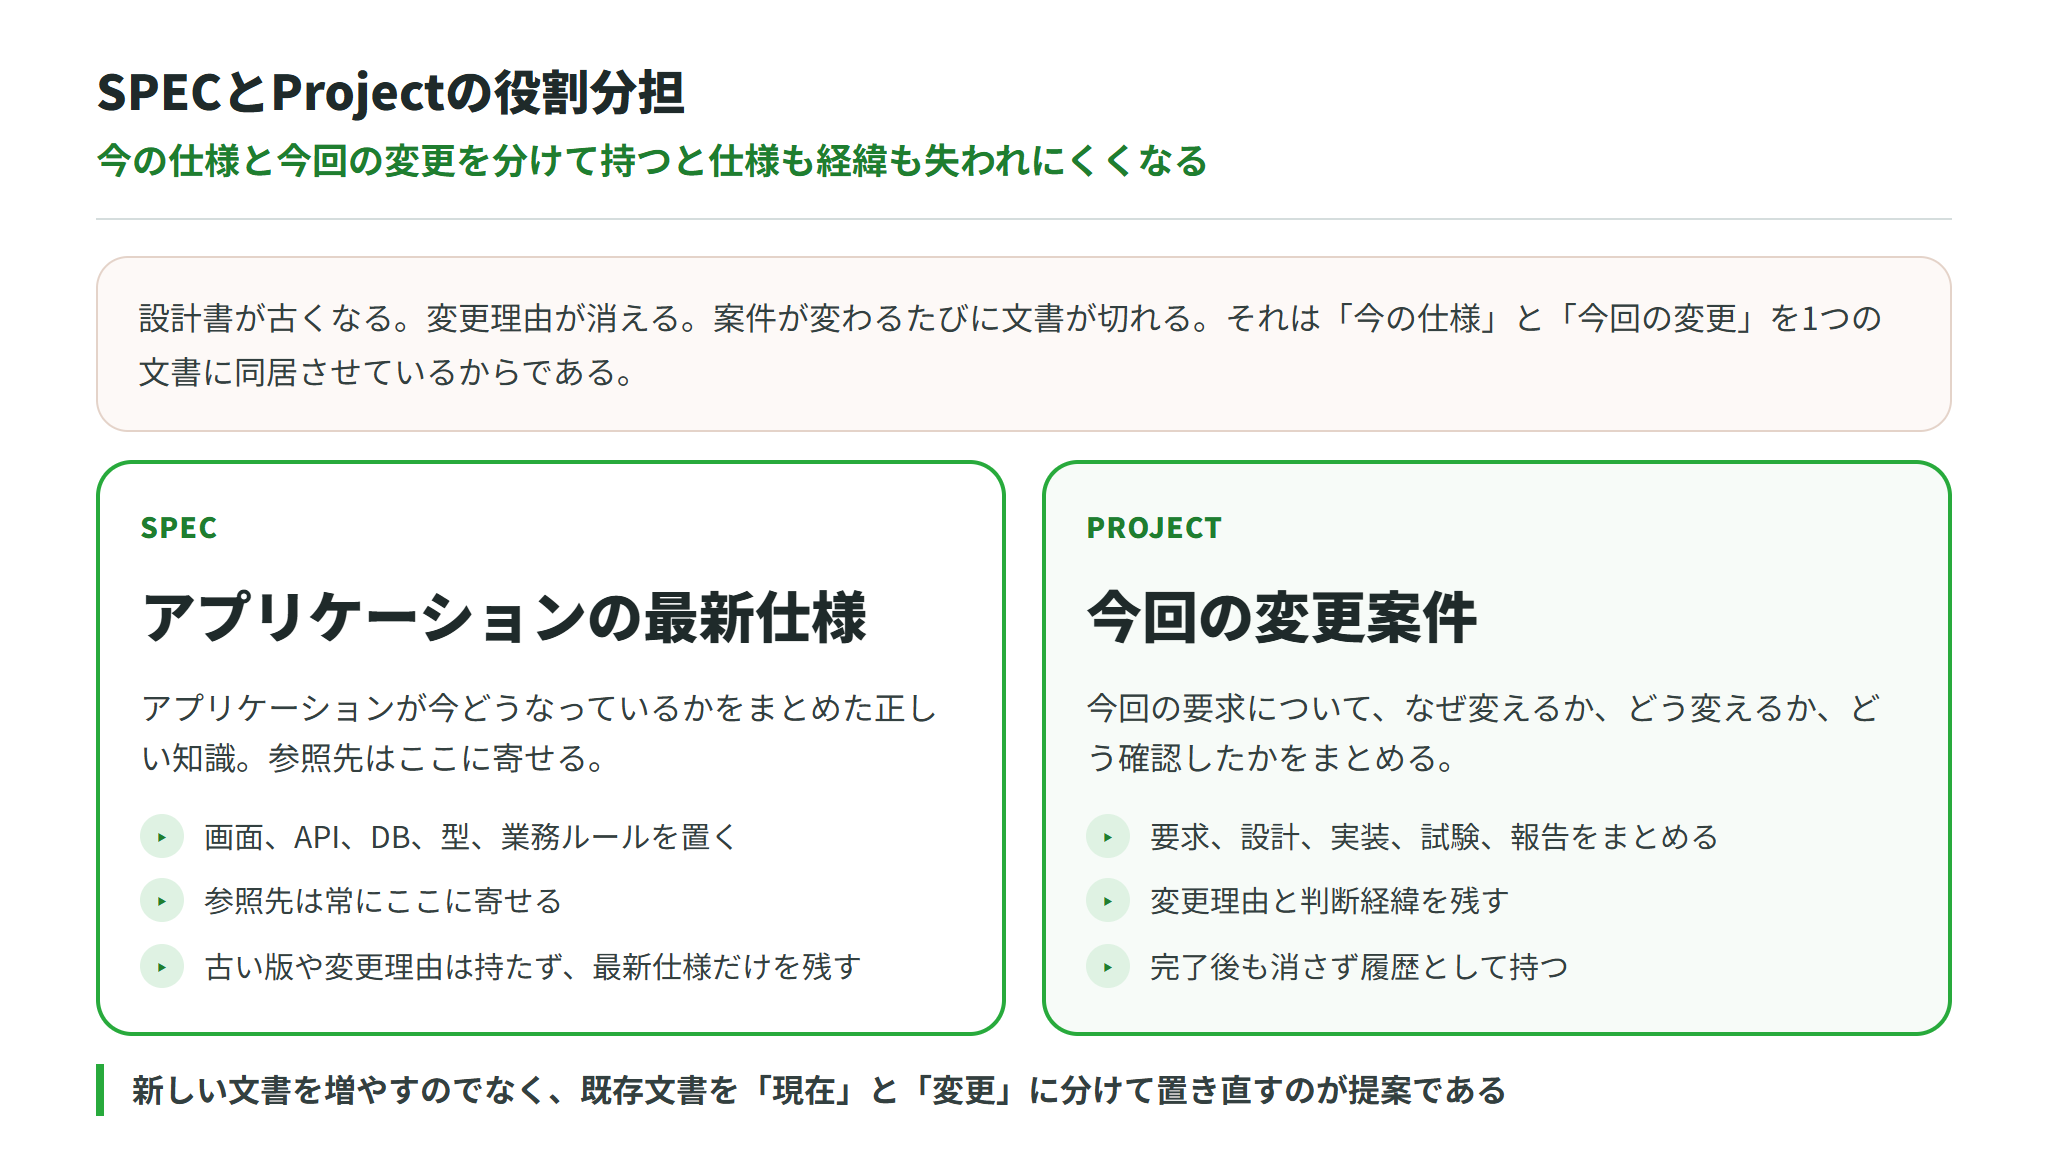 SPECとProjectの役割分担
今の仕様と今回の変更を分けて持つと仕様も経緯も失われにくくなる
設計書が古くなる。変更理由が消える。案件が変わるたびに文書が切れる。それは「今の仕様」と「今回の変更」を1つの
文書に同居させているからである。
SPEC
アプリケーションの最新仕様
アプリケーションが今どうなっているかをまとめた正し
い知識。参照先はここに寄せる。
画面、API、DB、型、業務ルールを置く
参照先は常にここに寄せる
古い版や変更理由は持たず、最新仕様だけを残す
PROJECT
今回の変更案件
今回の要求について、なぜ変えるか、どう変えるか、ど
う確認したかをまとめる。
要求、設計、実装、試験、報告をまとめる
変更理由と判断経緯を残す
完了後も消さず履歴として持つ
新しい文書を増やすのでなく、既存文書を「現在」と「変更」に分けて置き直すのが提案である